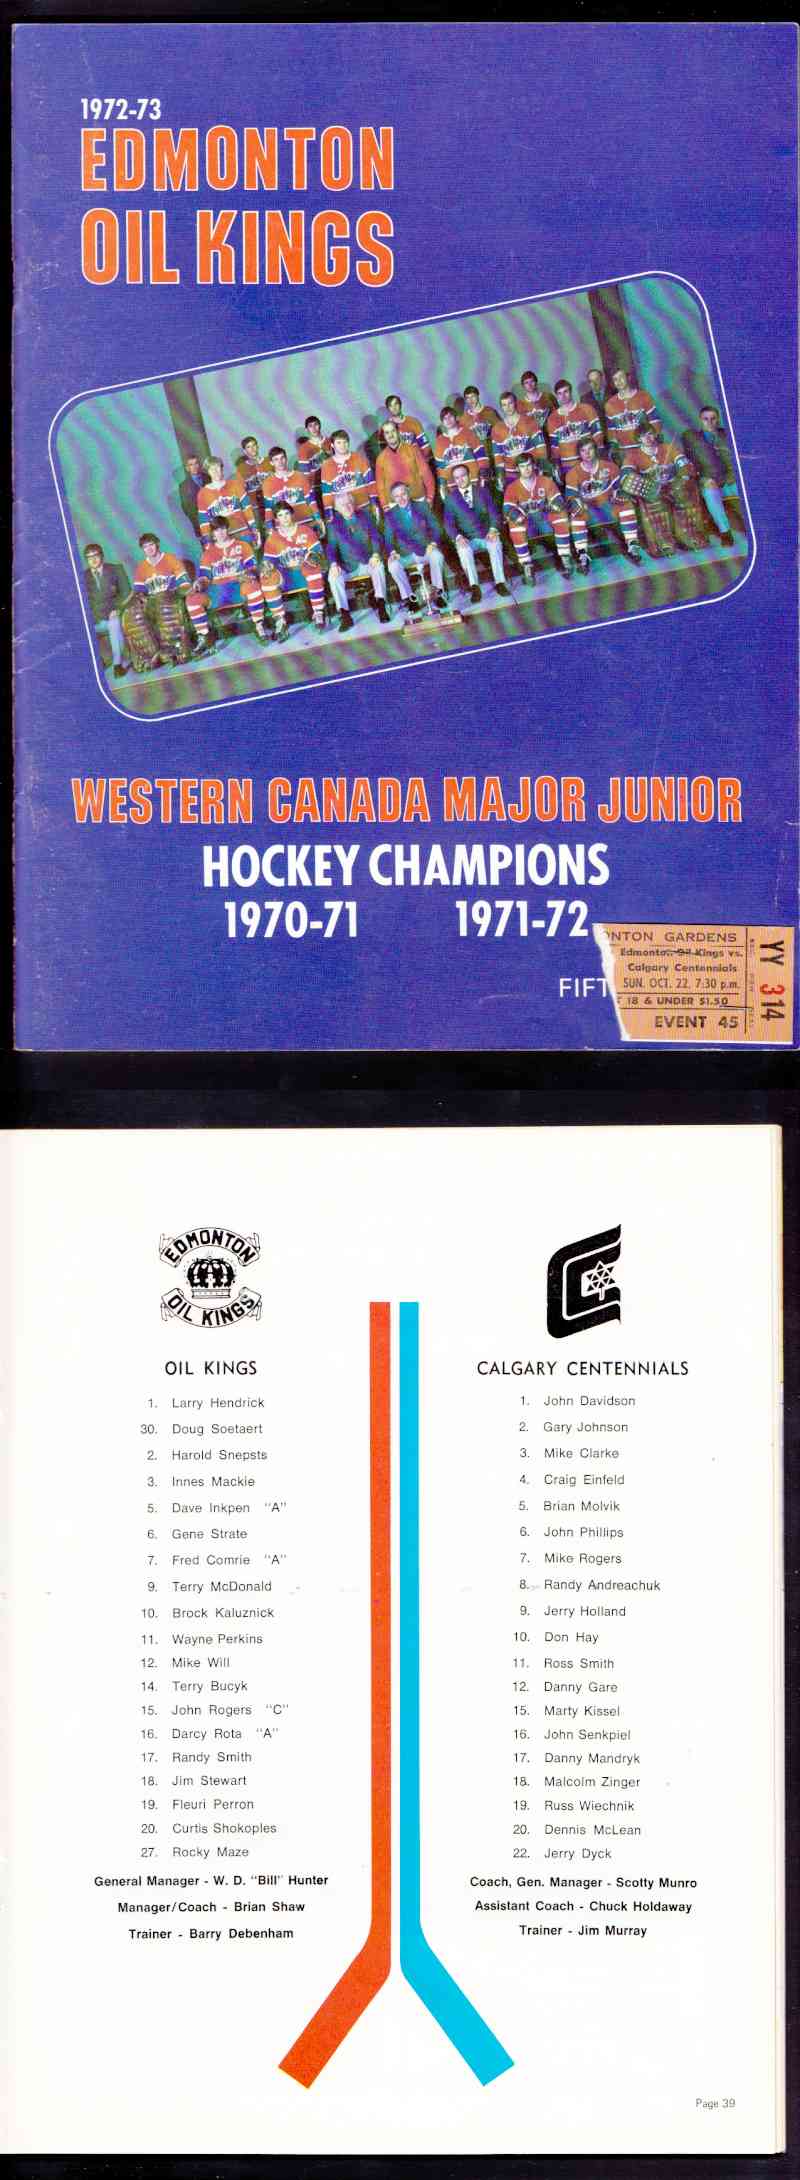 1972-73
EDMONTON
OIL KINGS
WESTERN CANADA MAJOR JUNIOR
HOCKEY CHAMPIONS
1970-71 1971-72
FIFT
ONTON GARDENS
Edmonton Oil Kings vs.
Calgary Centennials
SUN. OCT. 22, 7:30 p.m.
T 18 & UNDER $1.50
EVENT 45
YY 314
EDMONTON
OIL KINGS
OIL KINGS
1. Larry Hendrick
30. Doug Soetaert
2. Harold Snepsts
3. Innes Mackie
5. Dave Inkpen "A"
6. Gene Strate
7. Fred Comrie "A"
9. Terry McDonald
10. Brock Kaluznick
11. Wayne Perkins
12. Mike Will
14. Terry Bucyk
15. John Rogers "C"
16. Darcy Rota "A"
17. Randy Smith
18. Jim Stewart
19. Fleuri Perron
20. Curtis Shokoples
27. Rocky Maze
General Manager - W. D. "Bill" Hunter
Manager/Coach - Brian Shaw
Trainer - Barry Debenham
CALGARY CENTENNIALS
1. John Davidson
2. Gary Johnson
3. Mike Clarke
4. Craig Einfeld
5. Brian Molvik
6. John Phillips
7. Mike Rogers
8. Randy Andreachuk
9. Jerry Holland
10. Don Hay
11. Ross Smith
12. Danny Gare
15. Marty Kissel
16. John Senkpiel
17. Danny Mandryk
18. Malcolm Zinger
19. Russ Wiechnik
20. Dennis McLean
22. Jerry Dyck
Coach, Gen. Manager - Scotty Munro
Assistant Coach - Chuck Holdaway
Trainer - Jim Murray
Page 39